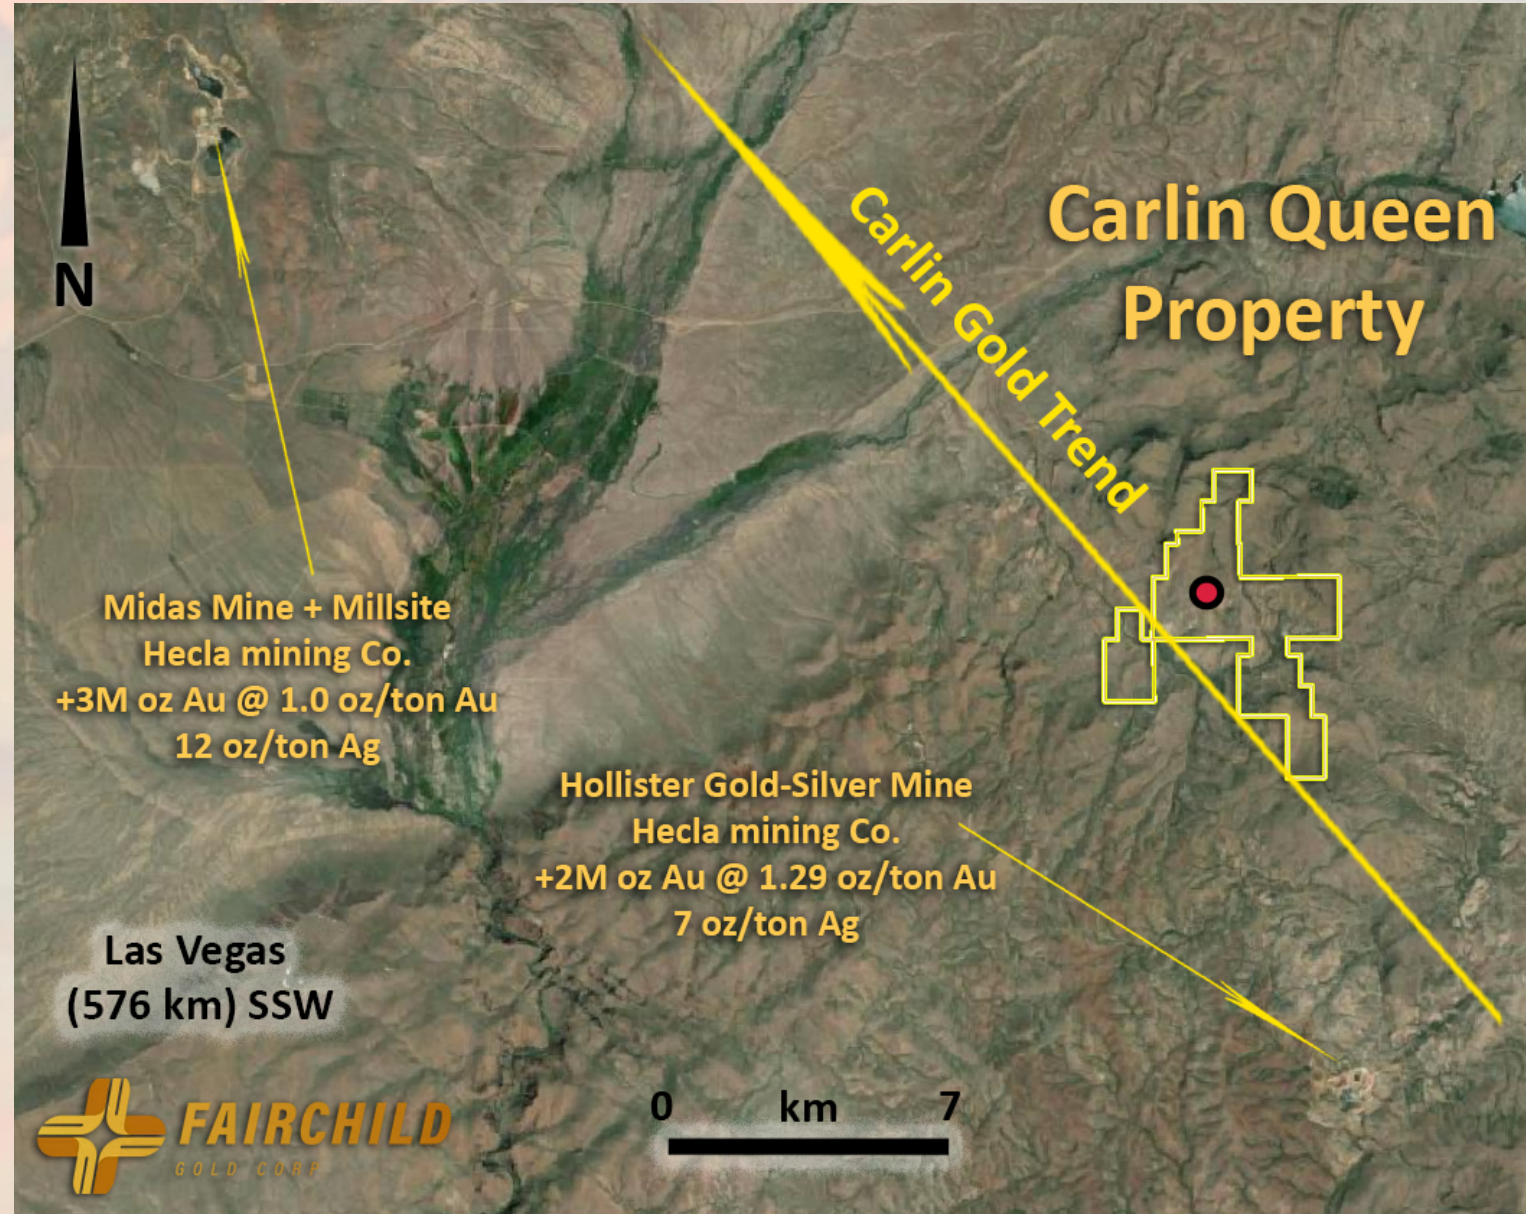 N
Carlin Queen
Property
Carlin Gold Trend
Midas Mine + Millsite
Hecla mining Co.
+3M oz Au @ 1.0 oz/ton Au
12 oz/ton Ag
Hollister Gold-Silver Mine
Hecla mining Co.
+2M oz Au @ 1.29 oz/ton Au
7 oz/ton Ag
Las Vegas
(576 km) SSW
0 km 7
FAIRCHILD
GOLD CORP